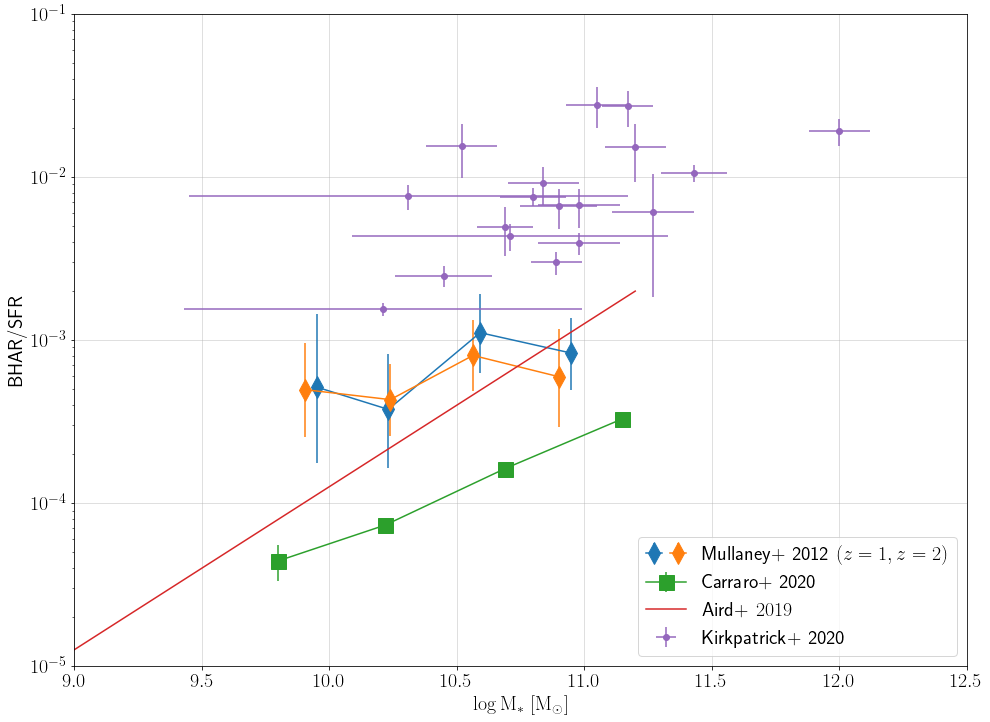 10⁻¹
10⁻²
10⁻³
10⁻⁴
10⁻⁵
BHAR/SFR
Mullaney+ 2012 (z = 1, z = 2)
Carraro+ 2020
Aird+ 2019
Kirkpatrick+ 2020
9.0 9.5 10.0 10.5 11.0 11.5 12.0 12.5
log M* [M⊙]